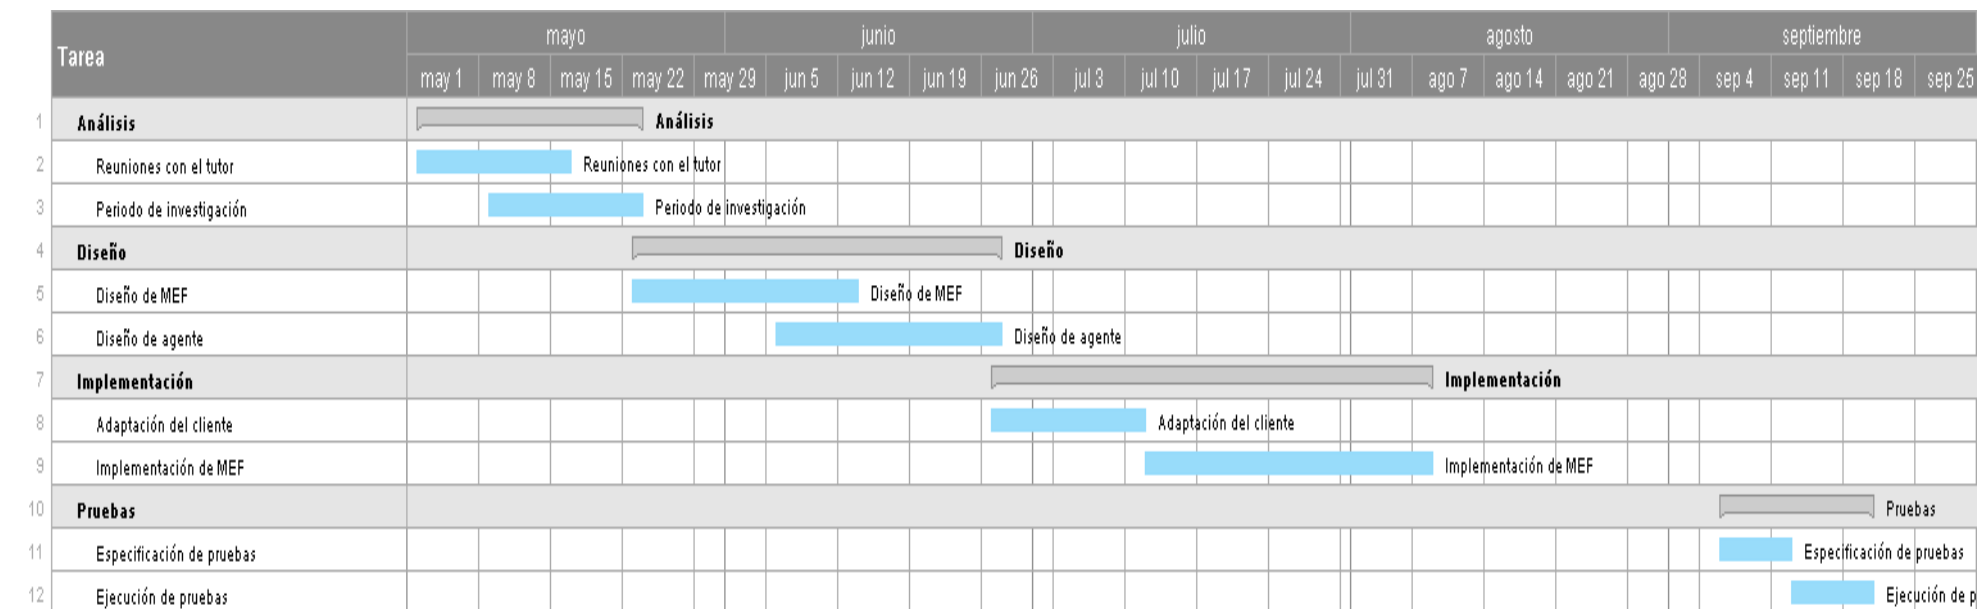 Tarea
mayo junio julio agosto septiembre
may 1 may 8 may 15 may 22 may 29 jun 5 jun 12 jun 19 jun 26 jul 3 jul 10 jul 17 jul 24 jul 31 ago 7 ago 14 ago 21 ago 28 sep 4 sep 11 sep 18 sep 25
1 Análisis Análisis
2 Reuniones con el tutor Reuniones con el tutor
3 Periodo de investigación Periodo de investigación
4 Diseño Diseño
5 Diseño de MEF Diseño de MEF
6 Diseño de agente Diseño de agente
7 Implementación Implementación
8 Adaptación del cliente Adaptación del cliente
9 Implementación de MEF Implementación de MEF
10 Pruebas Pruebas
11 Especificación de pruebas Especificación de pruebas
12 Ejecución de pruebas Ejecución de p